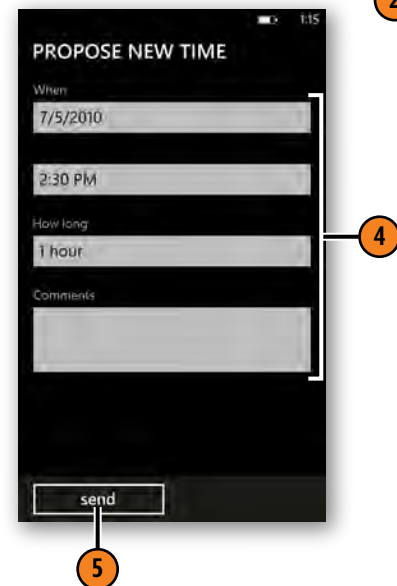 2
1:15
PROPOSE NEW TIME
When
7/5/2010
2:30 PM
How long
1 hour
4
Comments
send
5